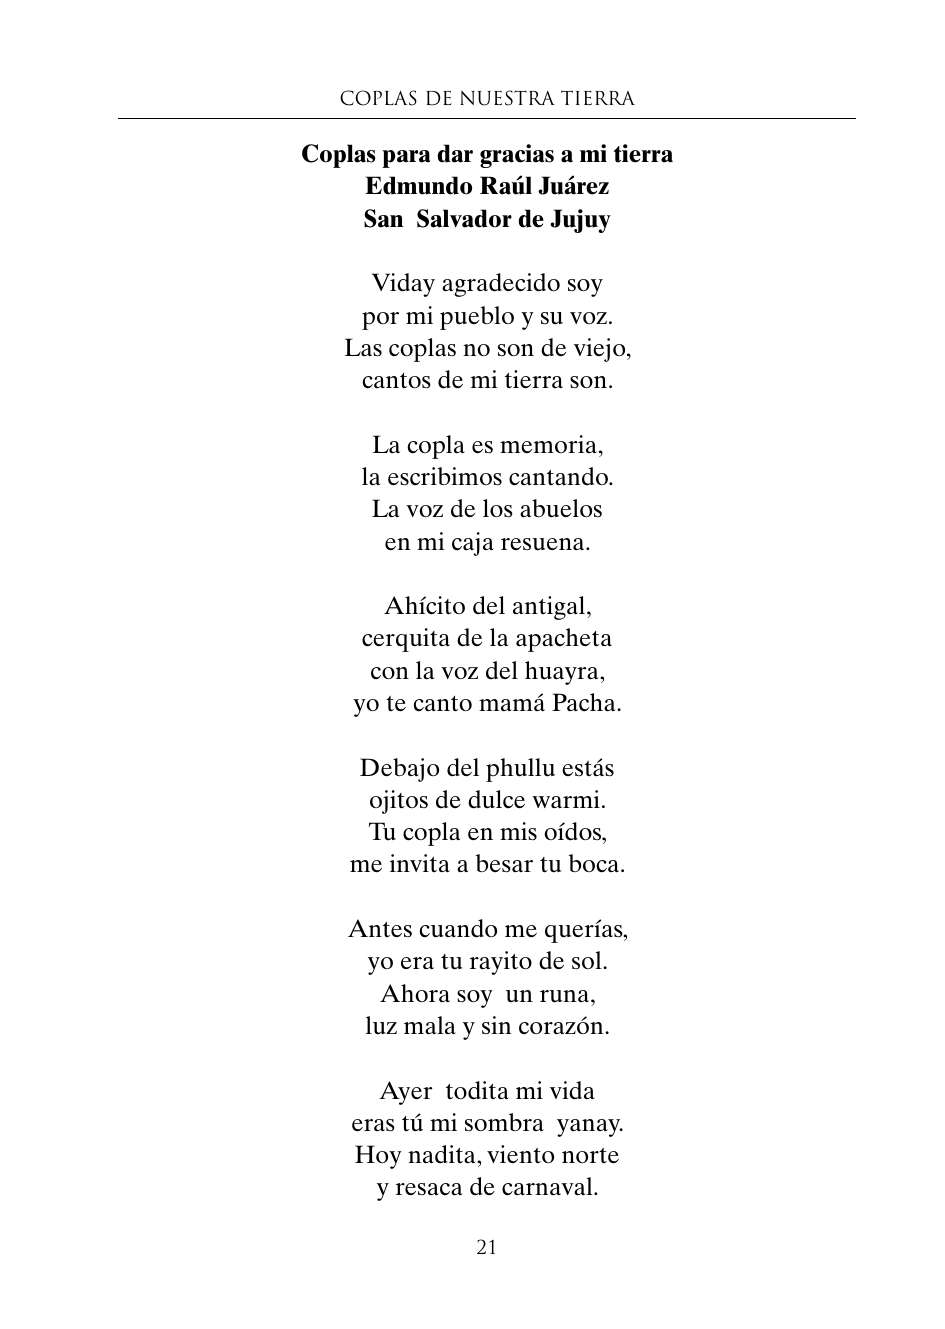 COPLAS DE NUESTRA TIERRA
Coplas para dar gracias a mi tierra
Edmundo Raúl Juárez
San  Salvador de Jujuy
Viday agradecido soy
por mi pueblo y su voz.
Las coplas no son de viejo,
cantos de mi tierra son.
La copla es memoria,
la escribimos cantando.
La voz de los abuelos
en mi caja resuena.
Ahícito del antigal,
cerquita de la apacheta
con la voz del huayra,
yo te canto mamá Pacha.
Debajo del phullu estás
ojitos de dulce warmi.
Tu copla en mis oídos,
me invita a besar tu boca.
Antes cuando me querías,
yo era tu rayito de sol.
Ahora soy  un runa,
luz mala y sin corazón.
Ayer  todita mi vida
eras tú mi sombra  yanay.
Hoy nadita, viento norte
y resaca de carnaval.
21